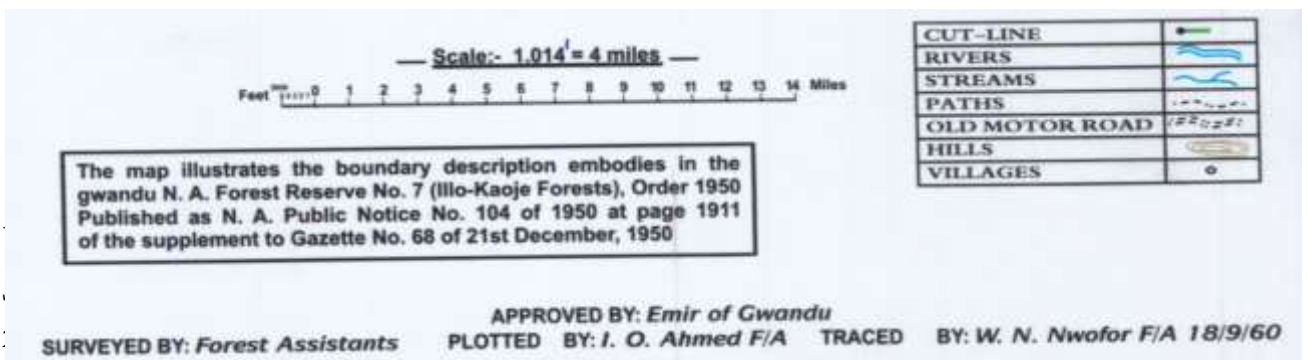 Scale:- 1.014' = 4 miles
Feet 0 1 2 3 4 5 6 7 8 9 10 11 12 13 14 Miles
The map illustrates the boundary description embodies in the
gwandu N. A. Forest Reserve No. 7 (Illo-Kaoje Forests), Order 1950
Published as N. A. Public Notice No. 104 of 1950 at page 1911
of the supplement to Gazette No. 68 of 21st December, 1950
CUT-LINE
RIVERS
STREAMS
PATHS
OLD MOTOR ROAD
HILLS
VILLAGES
APPROVED BY: Emir of Gwandu
SURVEYED BY: Forest Assistants PLOTTED BY: I. O. Ahmed F/A TRACED BY: W. N. Nwofor F/A 18/9/60